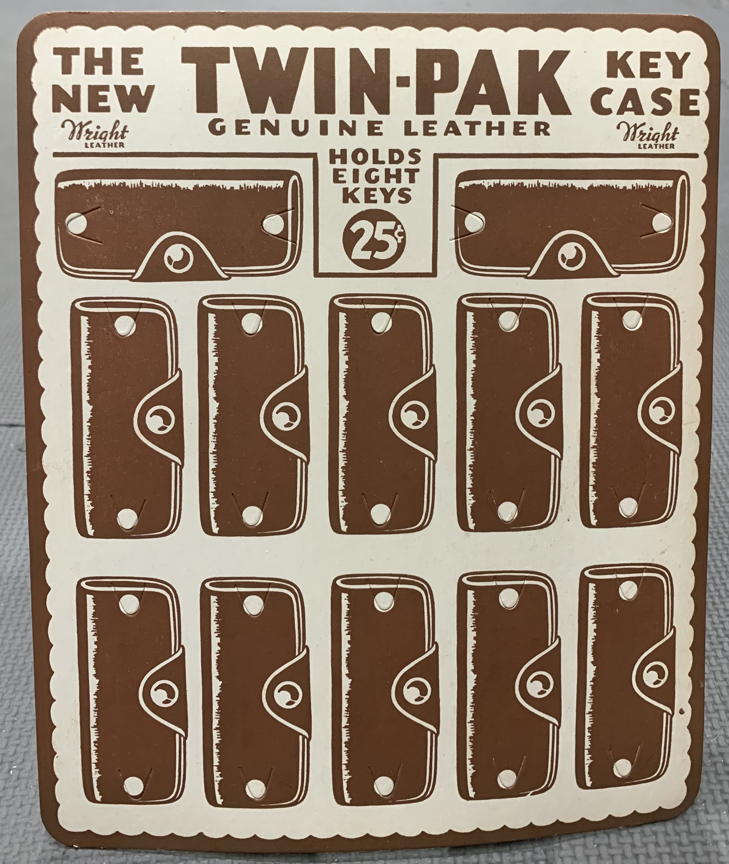 THE NEW
TWIN-PAK
KEY CASE
GENUINE LEATHER
Wright
LEATHER
Wright
LEATHER
HOLDS
EIGHT
KEYS
25¢